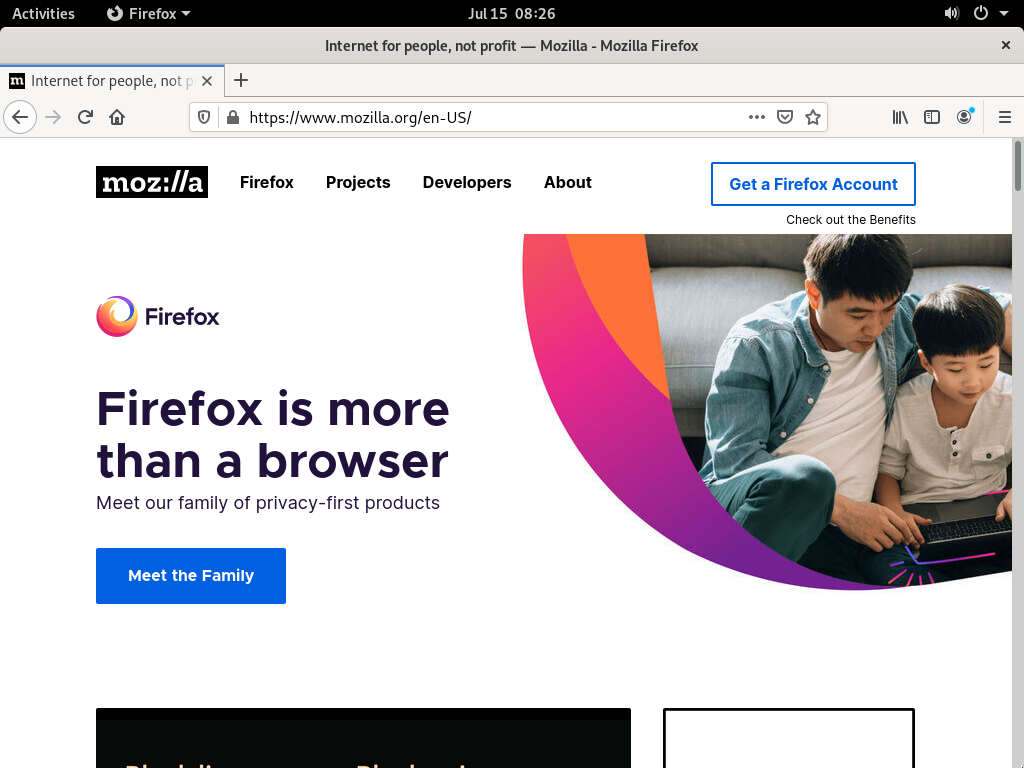 Activities
Firefox
Jul 15 08:26
Internet for people, not profit — Mozilla - Mozilla Firefox
Internet for people, not p
https://www.mozilla.org/en-US/
moz://a
Firefox
Projects
Developers
About
Get a Firefox Account
Check out the Benefits
Firefox
Firefox is more
than a browser
Meet our family of privacy-first products
Meet the Family